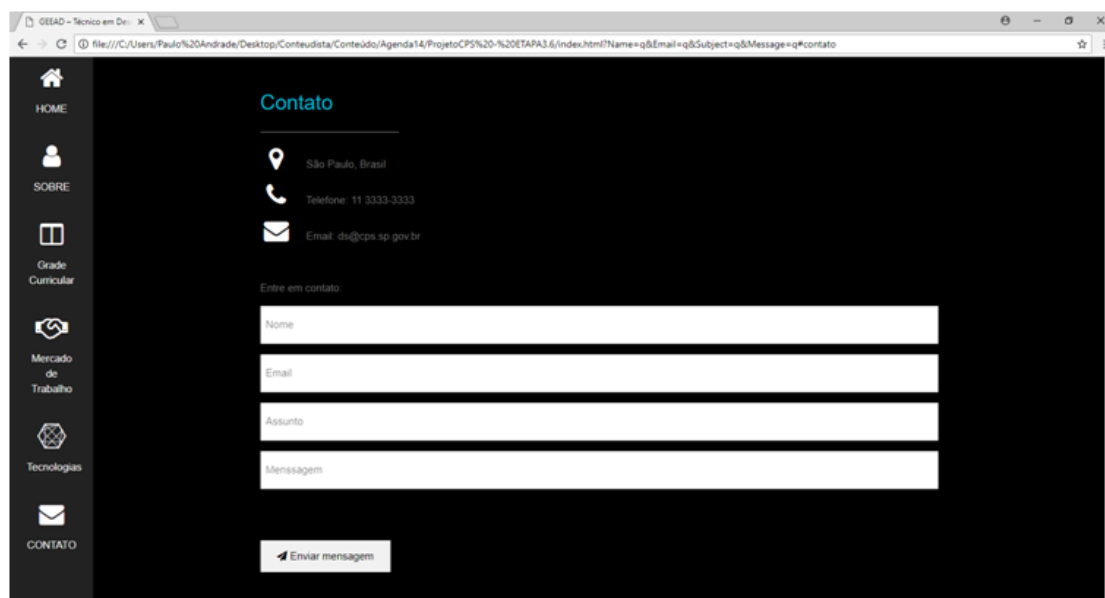 GEEAD – Técnico em Des
file:///C:/Users/Paulo%20Andrade/Desktop/Conteudista/Conteúdo/Agenda14/ProjetoCPS%20-%20ETAPA3.6/index.html?Name=q&Email=q&Subject=q&Message=q#contato
HOME
SOBRE
Grade
Curricular
Mercado
de
Trabalho
Tecnologias
CONTATO
Contato
São Paulo, Brasil
Telefone: 11 3333-3333
Email: ds@cps.sp.gov.br
Entre em contato:
Nome
Email
Assunto
Menssagem
Enviar mensagem